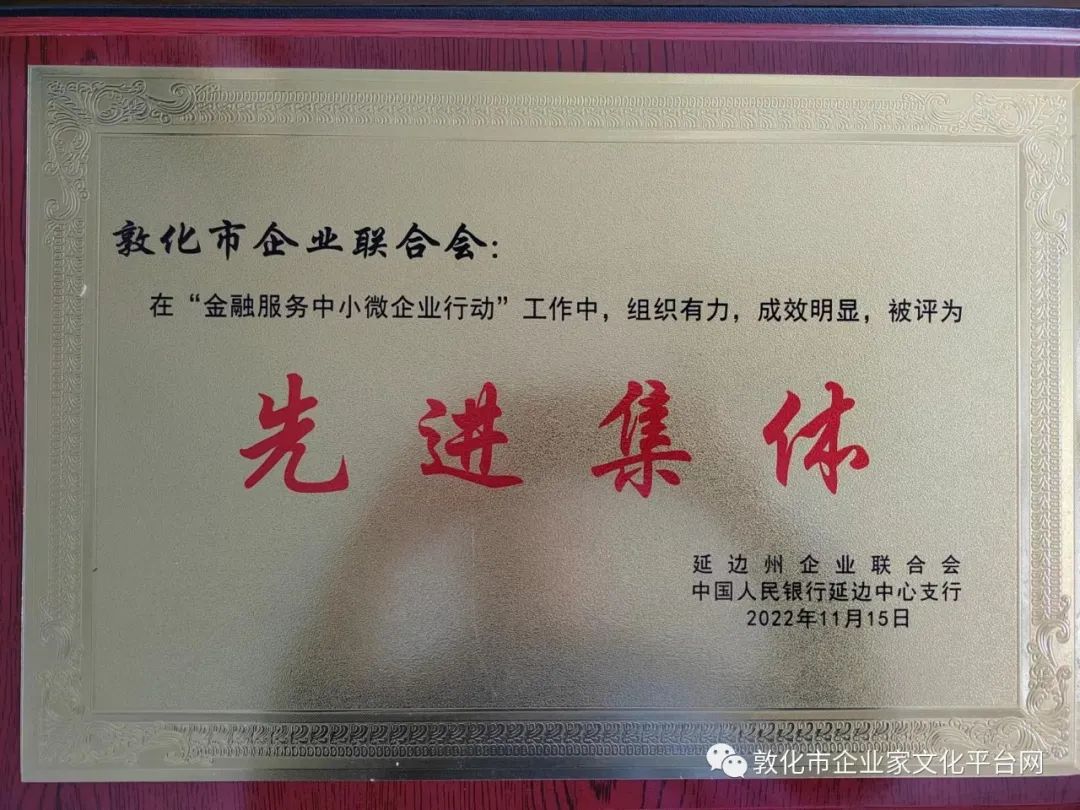 敦化市企业联合会：
在“金融服务中小微企业行动”工作中，组织有力，成效明显，被评为
先进集体
延边州企业联合会
中国人民银行延边中心支行
2022年11月15日
敦化市企业家文化平台网